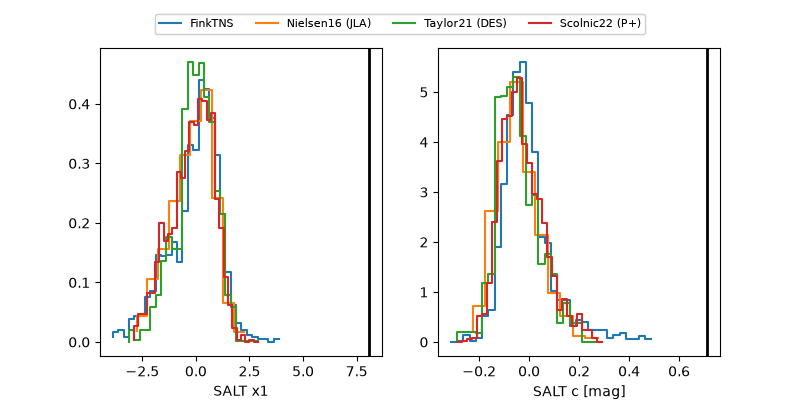 FinkTNS Nielsen16 (JLA) Taylor21 (DES) Scolnic22 (P+)
0.4
0.3
0.2
0.1
0.0
−2.5 0.0 2.5 5.0 7.5
SALT x1
5
4
3
2
1
0
−0.2 0.0 0.2 0.4 0.6
SALT c [mag]